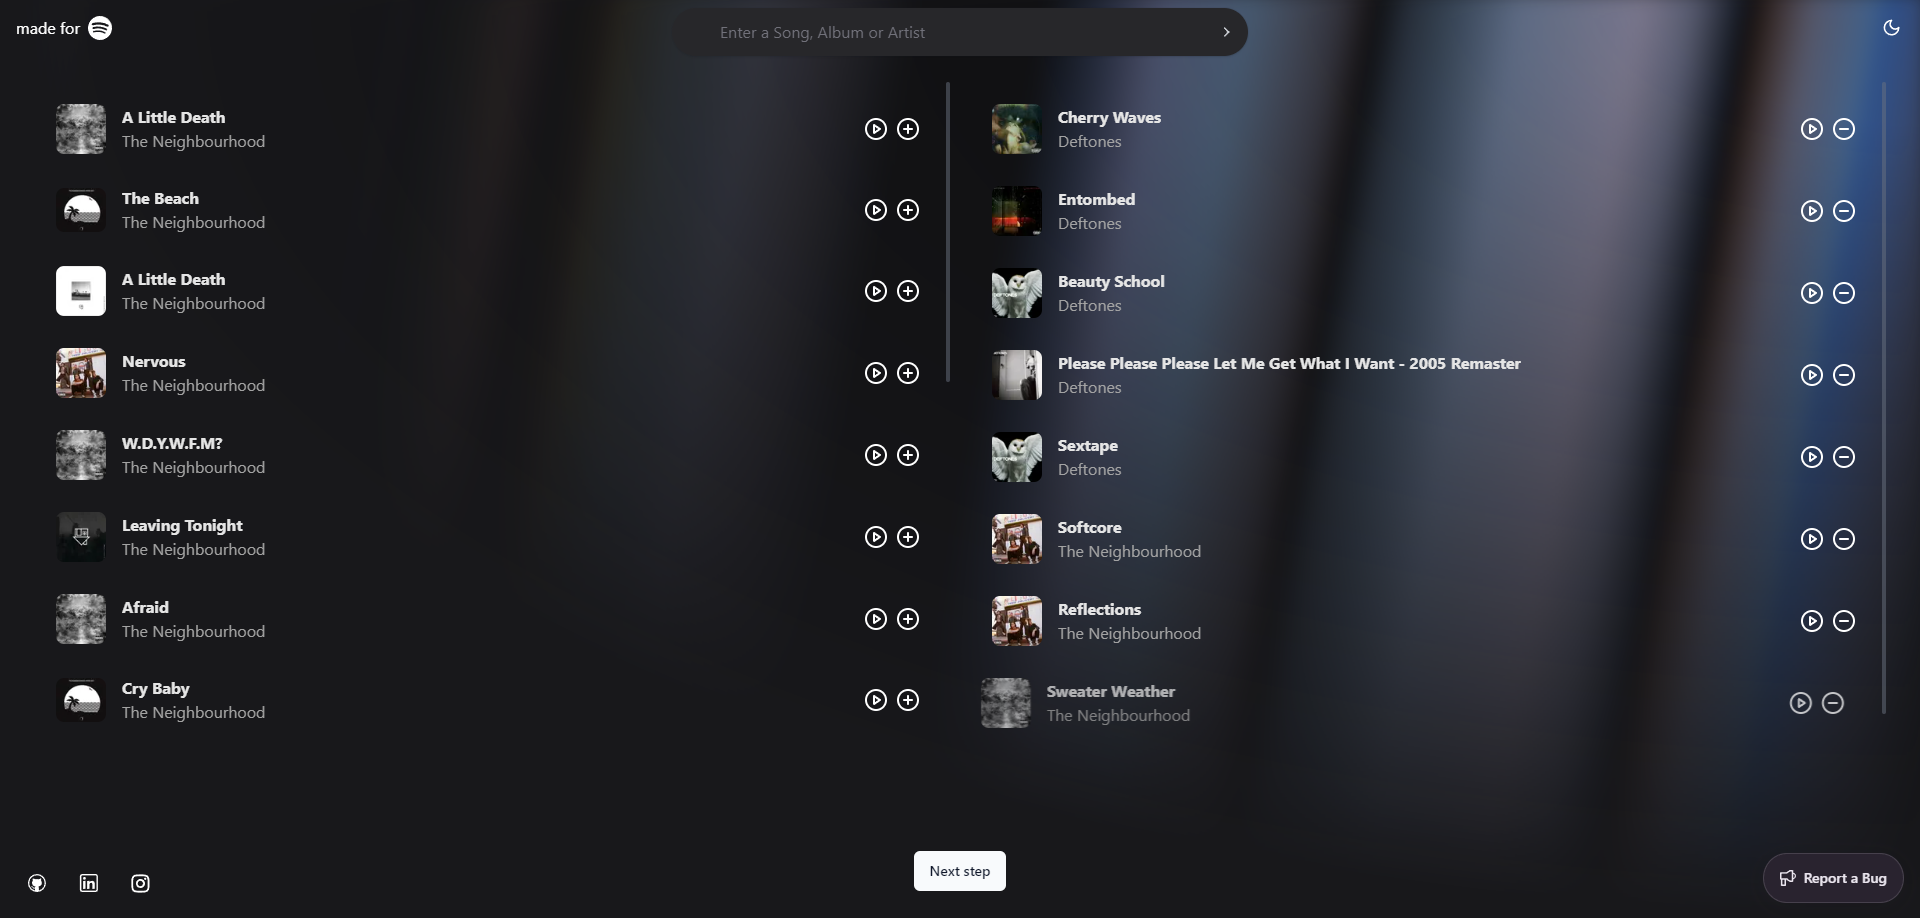 made for
Enter a Song, Album or Artist
A Little Death
The Neighbourhood
The Beach
The Neighbourhood
A Little Death
The Neighbourhood
Nervous
The Neighbourhood
W.D.Y.W.F.M?
The Neighbourhood
Leaving Tonight
The Neighbourhood
Afraid
The Neighbourhood
Cry Baby
The Neighbourhood
Cherry Waves
Deftones
Entombed
Deftones
Beauty School
Deftones
Please Please Please Let Me Get What I Want - 2005 Remaster
Deftones
Sextape
Deftones
Softcore
The Neighbourhood
Reflections
The Neighbourhood
Sweater Weather
The Neighbourhood
Next step
Report a Bug